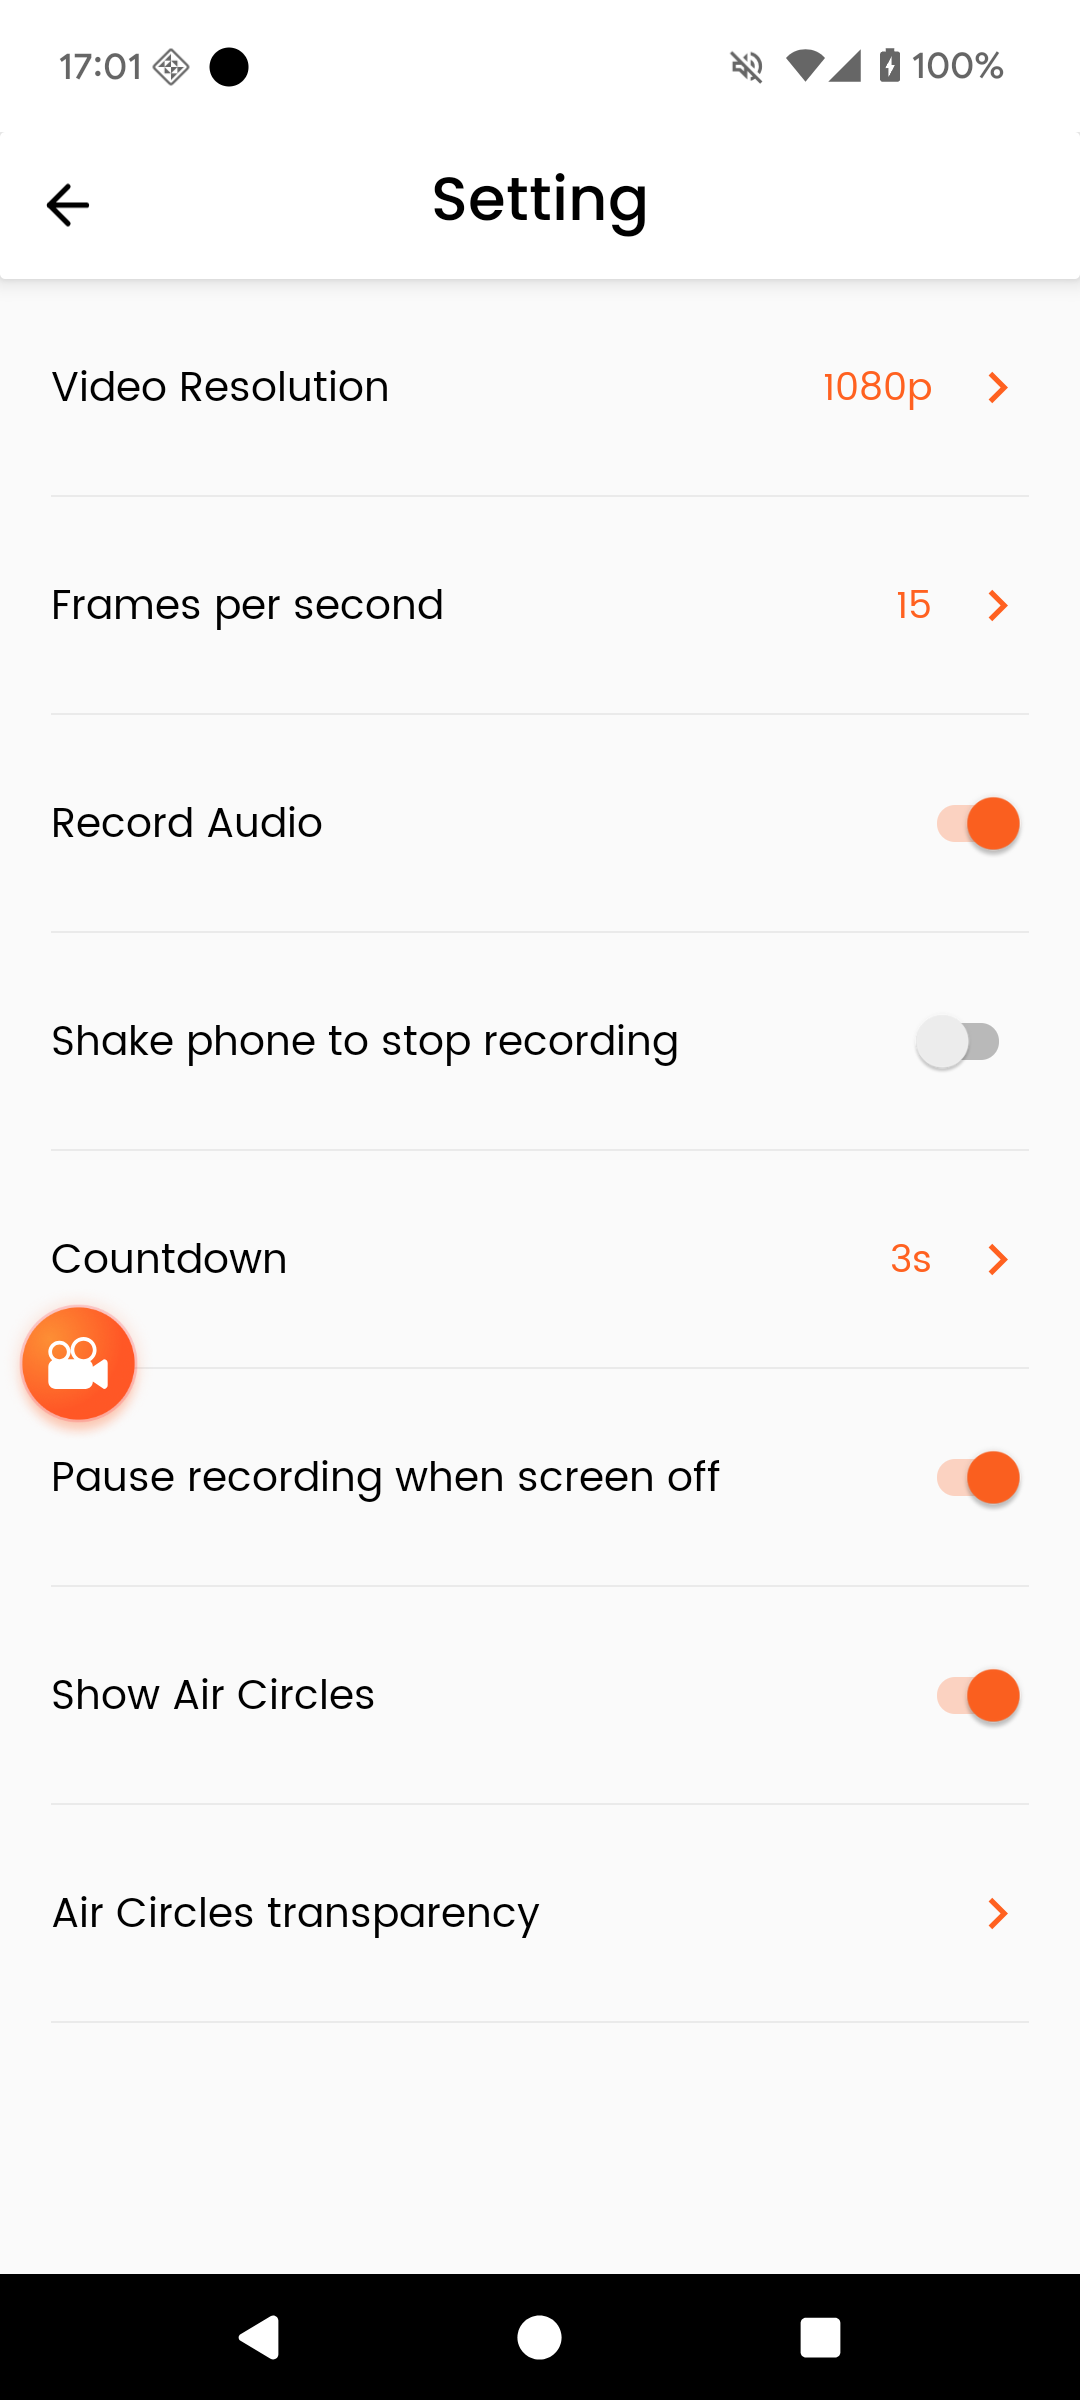 17:01 100%
Setting
Video Resolution 1080p
Frames per second 15
Record Audio
Shake phone to stop recording
Countdown 3s
Pause recording when screen off
Show Air Circles
Air Circles transparency